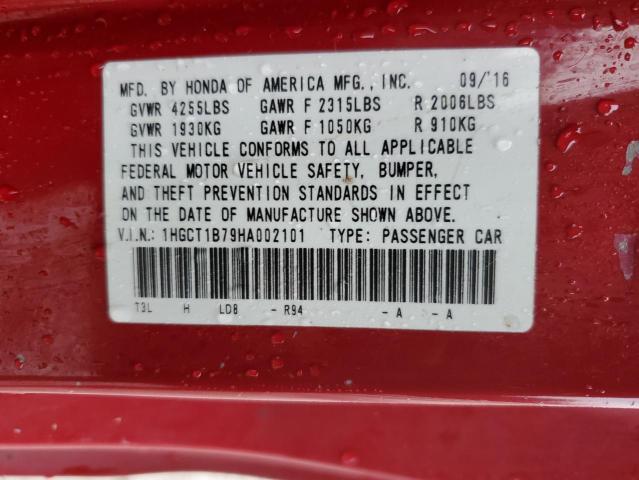 MFD. BY HONDA OF AMERICA MFG., INC. 09/'16
GVWR 4255LBS GAWR F 2315LBS R 2006LBS
GVWR 1930KG GAWR F 1050KG R 910KG
THIS VEHICLE CONFORMS TO ALL APPLICABLE
FEDERAL MOTOR VEHICLE SAFETY, BUMPER,
AND THEFT PREVENTION STANDARDS IN EFFECT
ON THE DATE OF MANUFACTURE SHOWN ABOVE.
V.I.N.: 1HGCT1B79HA002101 TYPE: PASSENGER CAR
T3L H LD8 - R94 - A - A